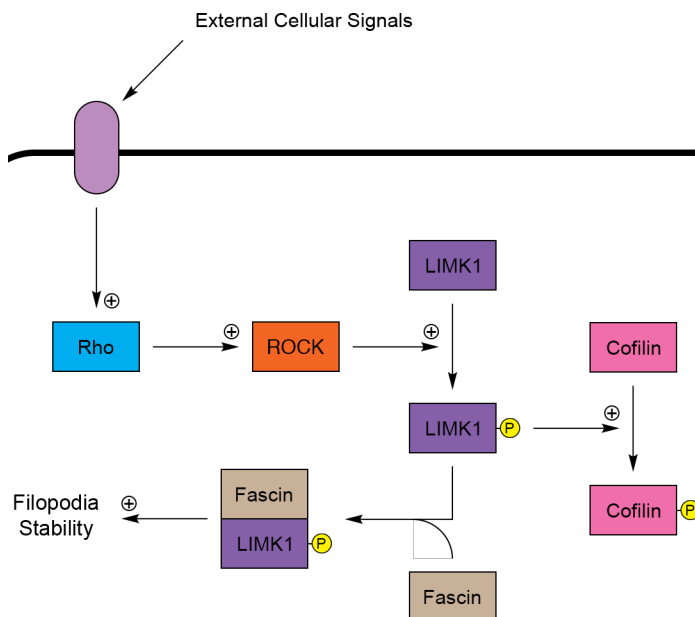 External Cellular Signals
LIMK1
⊕
Rho
⊕
ROCK
⊕
Cofilin
LIMK1
P
⊕
Fascin
LIMK1
P
⊕
Filopodia
Stability
Cofilin
P
Fascin